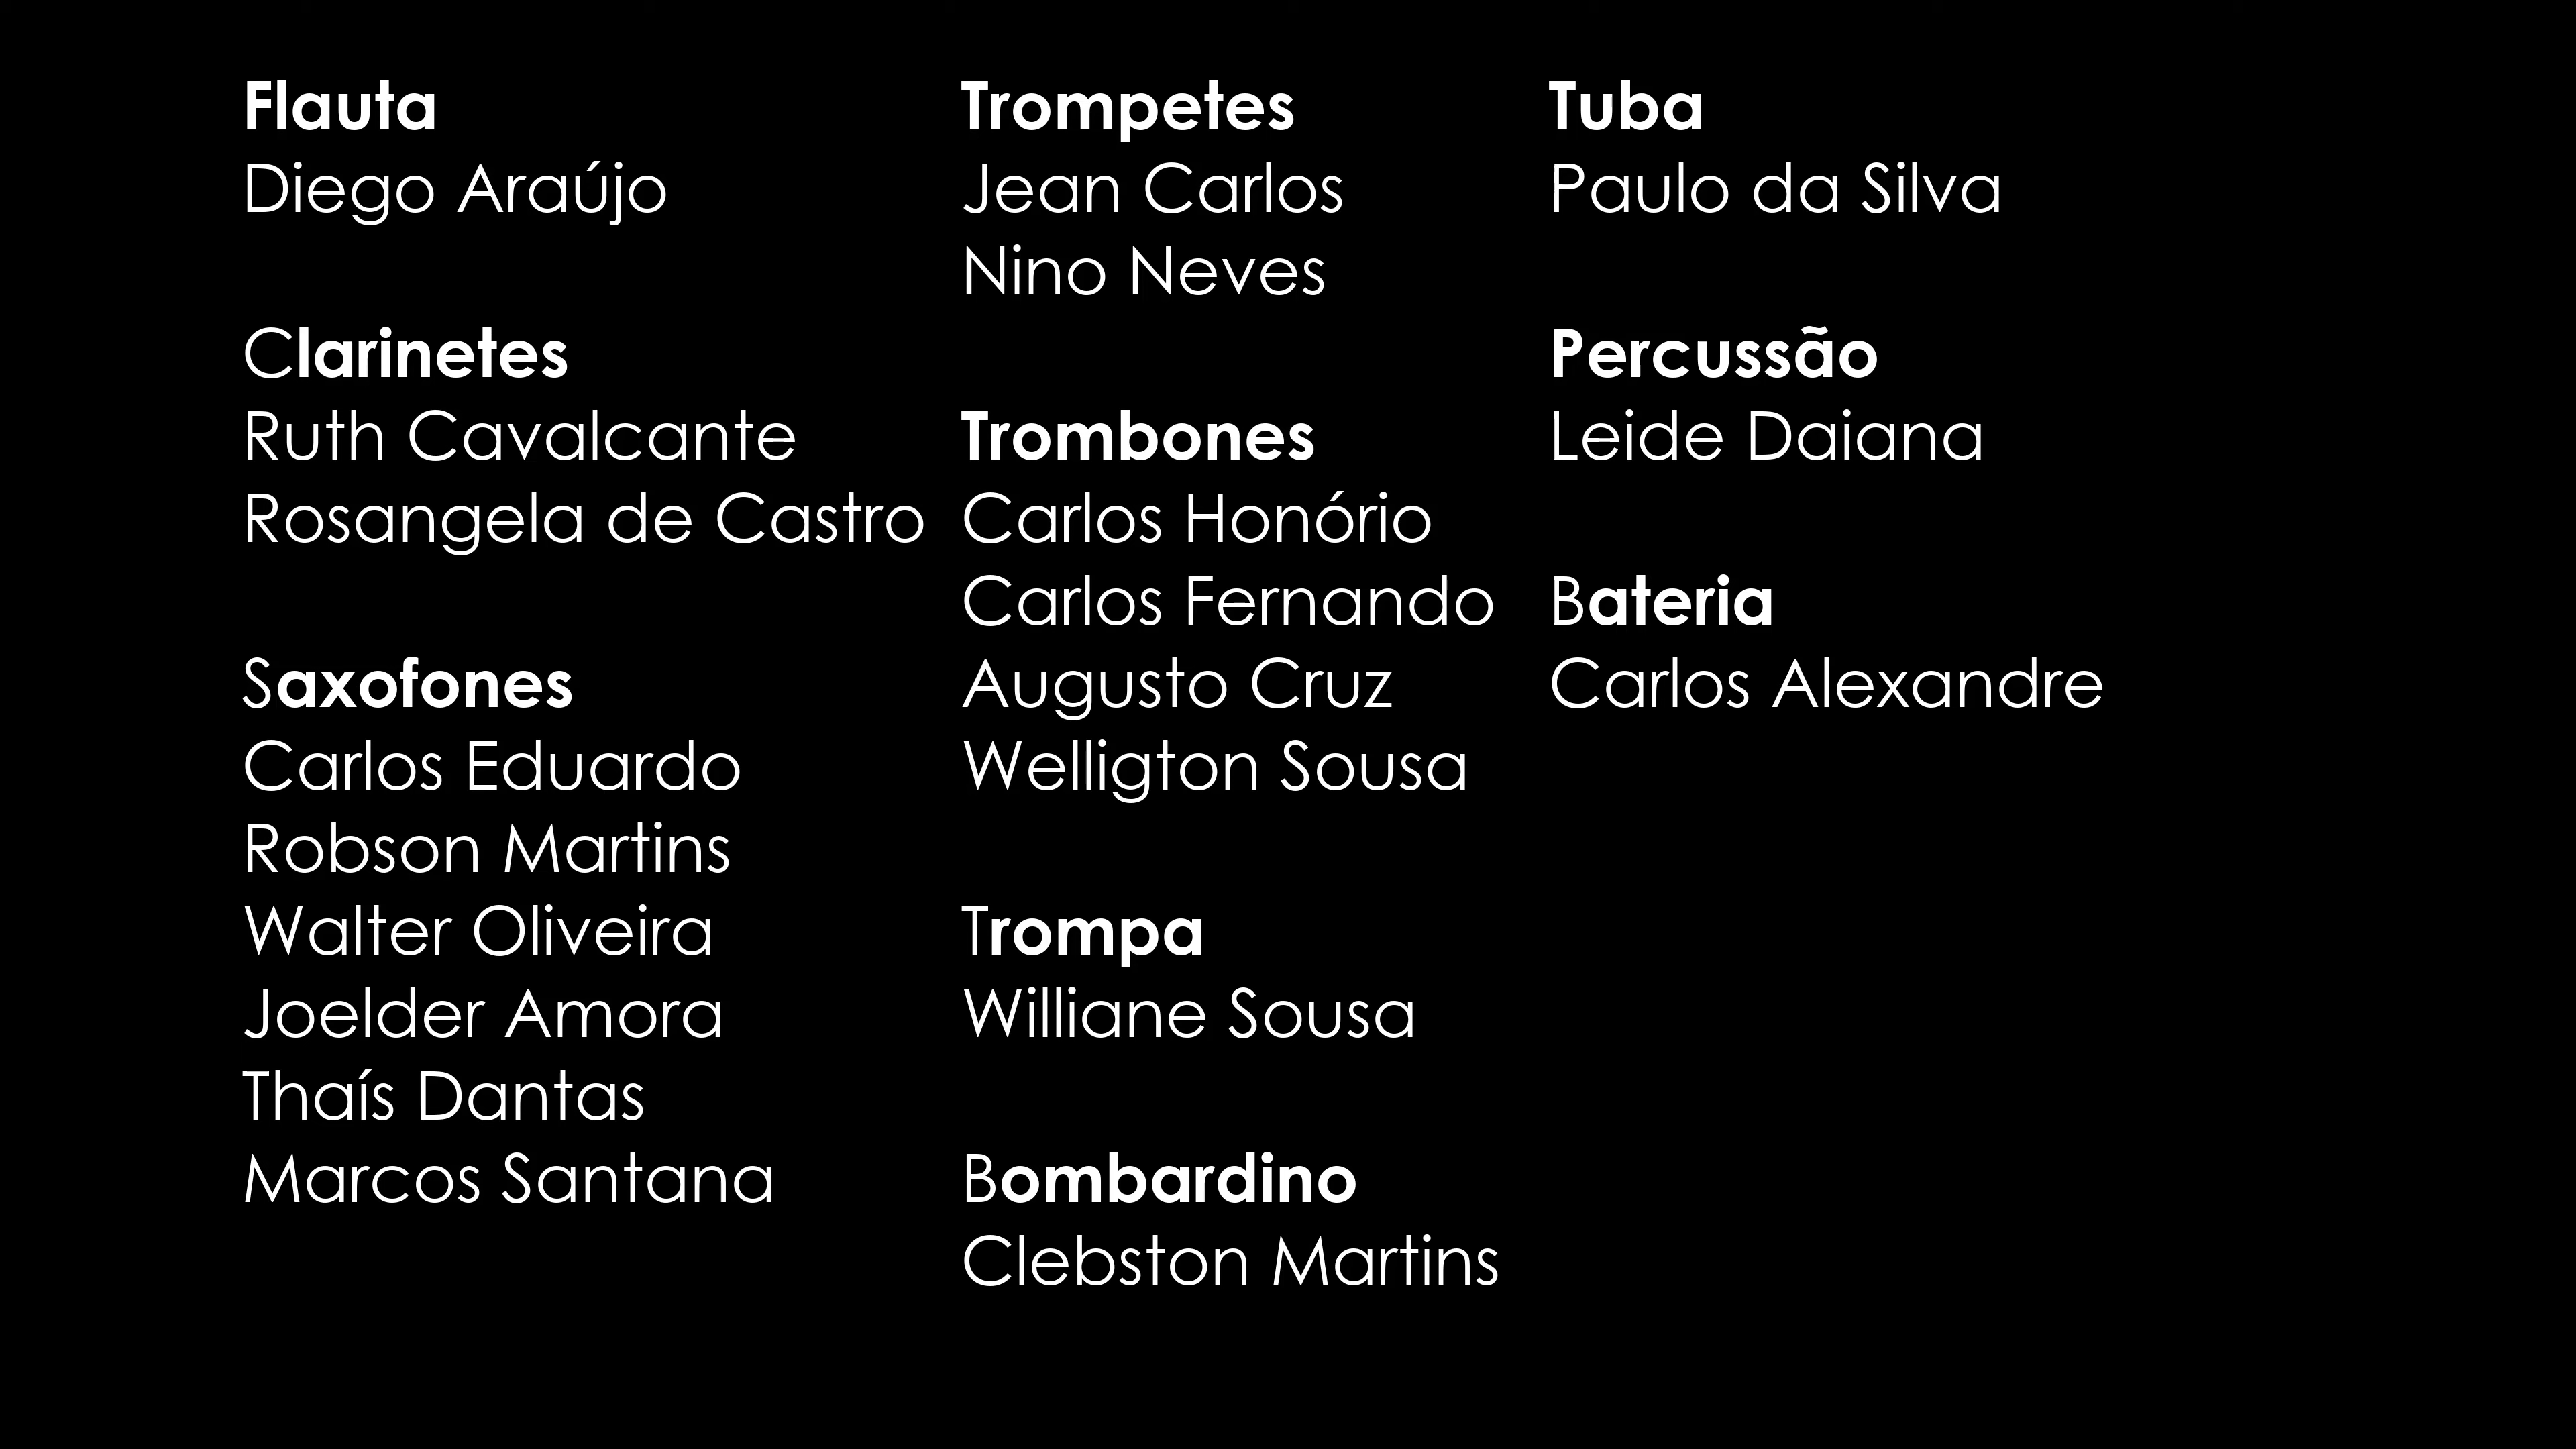 Flauta
Diego Araújo
Clarinetes
Ruth Cavalcante
Rosangela de Castro
Saxofones
Carlos Eduardo
Robson Martins
Walter Oliveira
Joelder Amora
Thaís Dantas
Marcos Santana
Trompetes
Jean Carlos
Nino Neves
Trombones
Carlos Honório
Carlos Fernando
Augusto Cruz
Welligton Sousa
Trompa
Williane Sousa
Bombardino
Clebston Martins
Tuba
Paulo da Silva
Percussão
Leide Daiana
Bateria
Carlos Alexandre